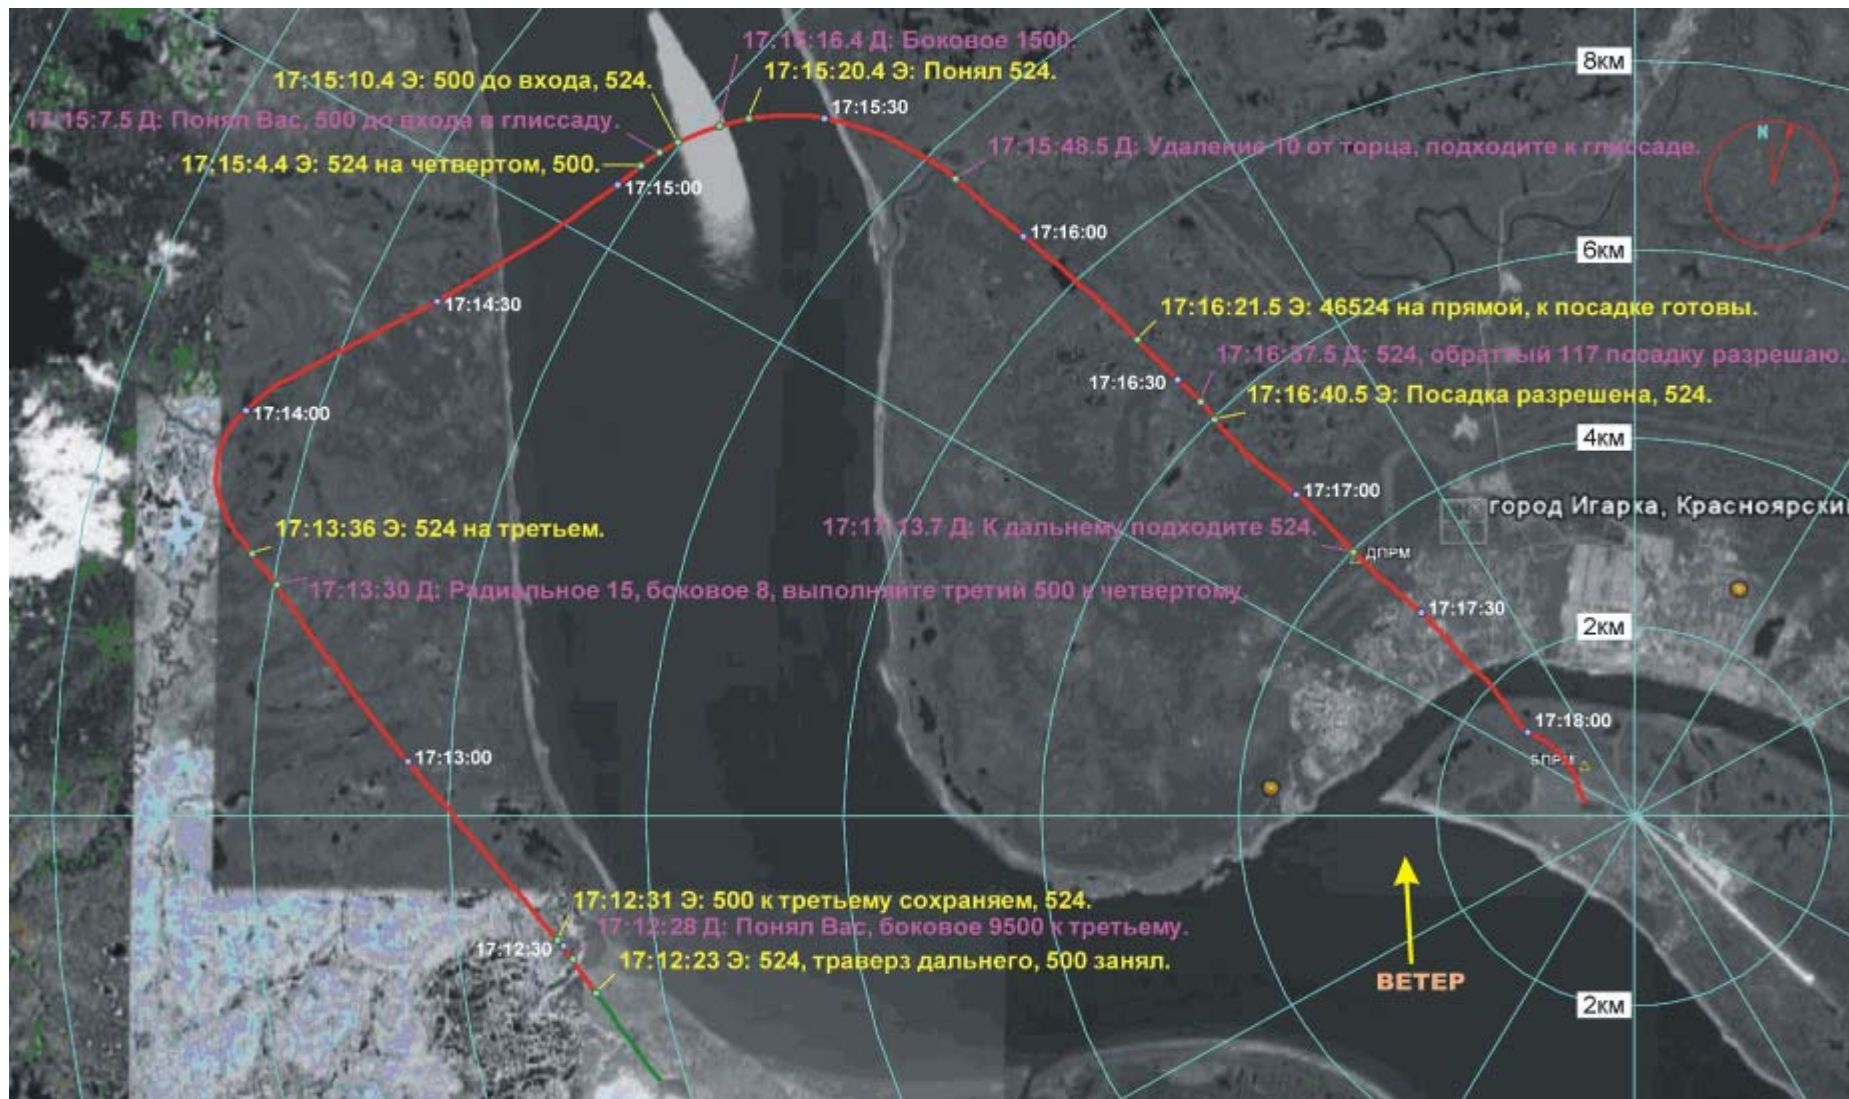 17:15:16.4 Д: Боковое 1500.
8км
17:15:10.4 Э: 500 до входа, 524.
17:15:20.4 Э: Понял 524.
17:15:30
17:15:7.5 Д: Понял Вас, 500 до входа в глиссаду.
N
17:15:48.5 Д: Удаление 10 от торца, подходите к глиссаде.
17:15:4.4 Э: 524 на четвертом, 500.
17:15:00
17:16:00
6км
17:14:30
17:16:21.5 Э: 46524 на прямой, к посадке готовы.
17:16:37.5 Д: 524, обраттый 117 посадку разрешаю.
17:16:30
17:16:40.5 Э: Посадка разрешена, 524.
17:14:00
4км
17:17:00
город Игарка, Красноярски
17:13:36 Э: 524 на третьем.
17:17:13.7 Д: К дальнему подходите 524.
ДПРМ
17:13:30 Д: Радиальное 15, боковое 8, выполняйте третий 500 к четвертому.
17:17:30
2км
17:18:00
17:13:00
БПРМ
17:12:31 Э: 500 к третьему сохраняем, 524.
17:12:28 Д: Понял Вас, боковое 9500 к третьему.
17:12:30
17:12:23 Э: 524, траверз дальнего, 500 занял.
ВЕТЕР
2км